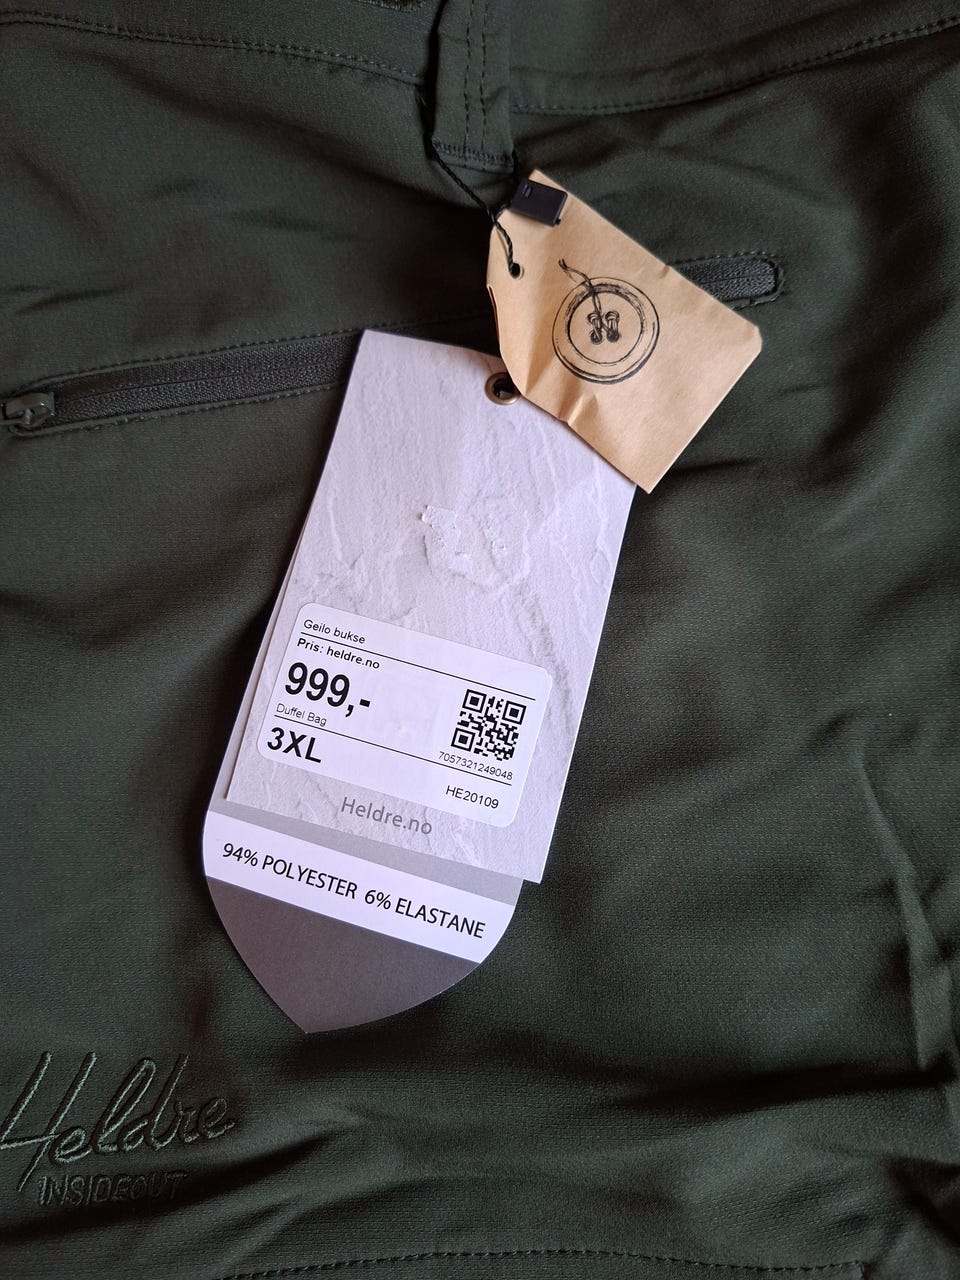 Geilo bukse
Pris: heldre.no
999,-
Duffel Bag
3XL
7057321249048
HE20109
Heldre.no
94% POLYESTER 6% ELASTANE
Heldre
INSIDEOUT